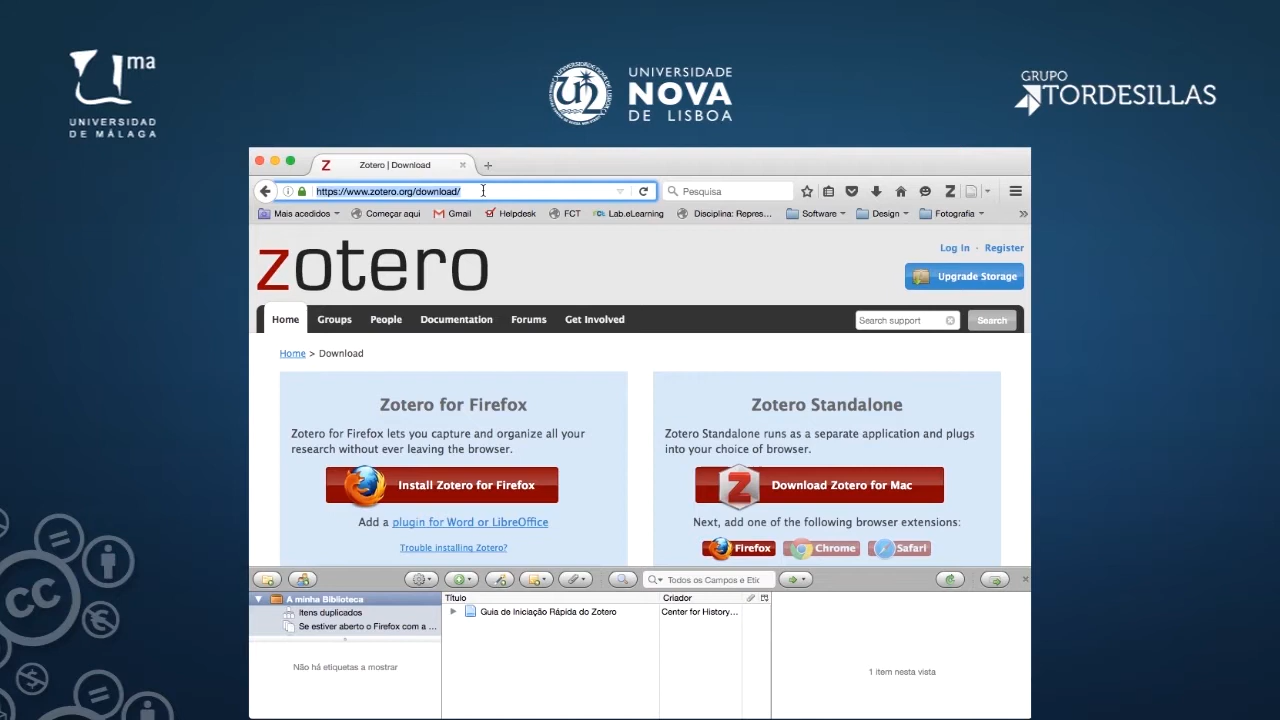 uma
UNIVERSIDAD
DE MÁLAGA
UNIVERSIDADE
NOVA
DE LISBOA
GRUPO
TORDESILLAS
Z Zotero | Download
https://www.zotero.org/download/
Pesquisa
Mais acedidos Começar aqui Gmail Helpdesk FCT Lab.eLearning Disciplina: Repres... Software Design Fotografia
zotero
Log In · Register
Upgrade Storage
Home Groups People Documentation Forums Get Involved
Search support Search
Home > Download
Zotero for Firefox
Zotero for Firefox lets you capture and organize all your
research without ever leaving the browser.
Install Zotero for Firefox
Add a plugin for Word or LibreOffice
Trouble installing Zotero?
Zotero Standalone
Zotero Standalone runs as a separate application and plugs
into your choice of browser.
Download Zotero for Mac
Next, add one of the following browser extensions:
Firefox Chrome Safari
Todos os Campos e Etic
A minha Biblioteca
Itens duplicados
Se estiver aberto o Firefox com a ...
Não há etiquetas a mostrar
Título Criador
Guia de Iniciação Rápida do Zotero Center for History...
1 item nesta vista
CC